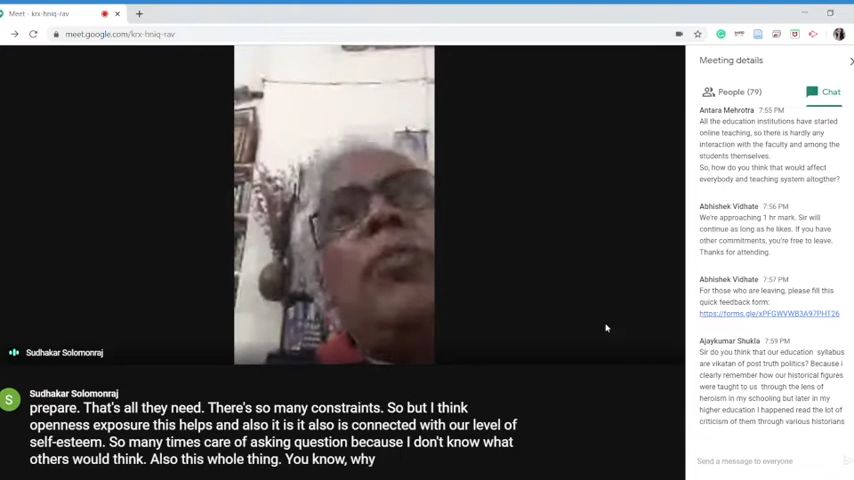 Meet - krx-hniq-rav
meet.google.com/krx-hniq-rav
Meeting details
People (79)
Chat
Antara Mehrotra 7:55 PM
All the education institutions have started
online teaching, so there is hardly any
interaction with the faculty and among the
students themselves.
So, how do you think that would affect
everybody and teaching system altogther?
Abhishek Vidhate 7:56 PM
We're approaching 1 hr mark. Sir will
continue as long as he likes. If you have
other commitments, you're free to leave.
Thanks for attending.
Abhishek Vidhate 7:57 PM
For those who are leaving, please fill this
quick feedback form:
https://forms.gle/xPFGWVWB3A97PHT26
Ajaykumar Shukla 7:59 PM
Sir do you think that our education syllabus
are vikatan of post truth politics? Because i
clearly remember how our historical figures
were taught to us through the lens of
heroism in my schooling but later in my
higher education I happened read the lot of
criticism of them through various historians
Send a message to everyone
Sudhakar Solomonraj
S
Sudhakar Solomonraj
prepare. That's all they need. There's so many constraints. So but I think
openness exposure this helps and also it is it also is connected with our level of
self-esteem. So many times care of asking question because I don't know what
others would think. Also this whole thing. You know, why